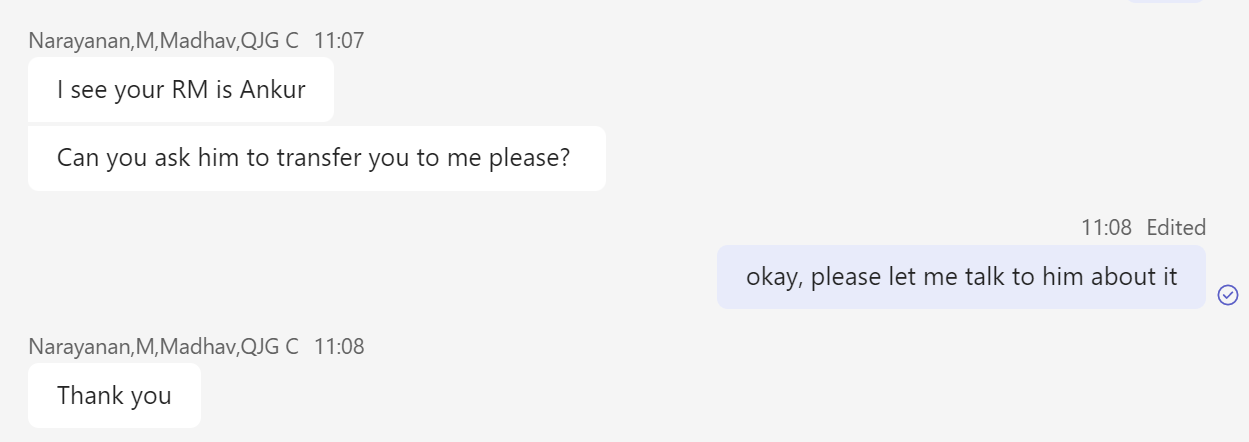 Narayanan,M,Madhav,QJG C 11:07
I see your RM is Ankur
Can you ask him to transfer you to me please?
11:08 Edited
okay, please let me talk to him about it
Narayanan,M,Madhav,QJG C 11:08
Thank you